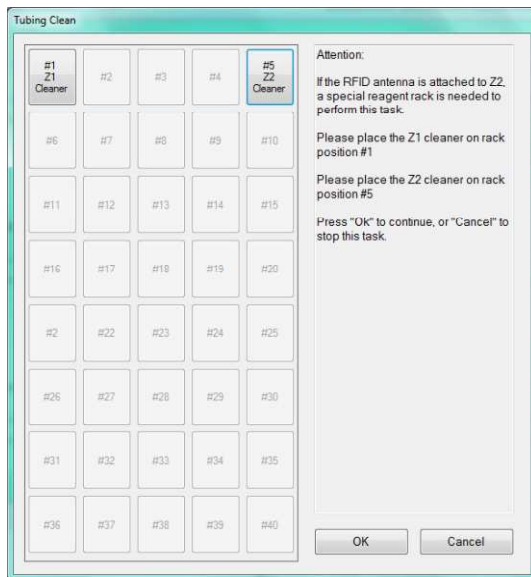 Tubing Clean
#1
Z1
Cleaner
#2
#3
#4
#5
Z2
Cleaner
#6
#7
#8
#9
#10
#11
#12
#13
#14
#15
#16
#17
#18
#19
#20
#2
#22
#23
#24
#25
#26
#27
#28
#29
#30
#31
#32
#33
#34
#35
#36
#37
#38
#39
#40
Attention:
If the RFID antenna is attached to Z2,
a special reagent rack is needed to
perform this task.
Please place the Z1 cleaner on rack
position #1
Please place the Z2 cleaner on rack
position #5
Press "Ok" to continue, or "Cancel" to
stop this task.
OK
Cancel